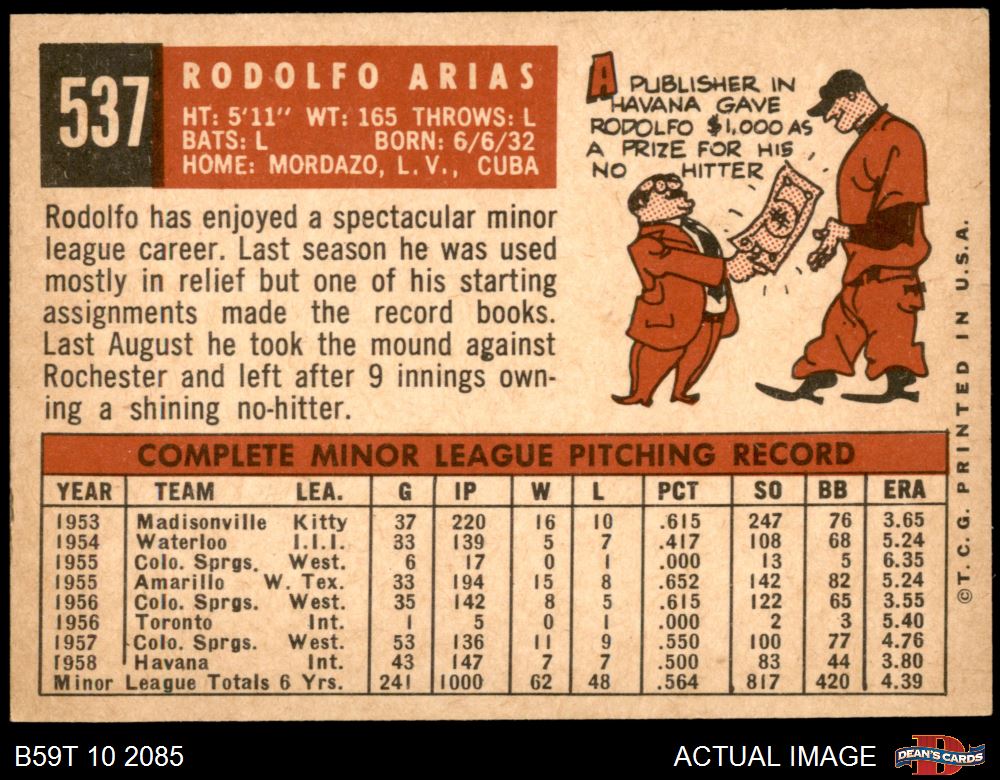 537
RODOLFO ARIAS
HT: 5'11" WT: 165 THROWS: L
BATS: L BORN: 6/6/32
HOME: MORDAZO, L. V., CUBA
A PUBLISHER IN
HAVANA GAVE
RODOLFO $1,000 AS
A PRIZE FOR HIS
NO HITTER
Rodolfo has enjoyed a spectacular minor
league career. Last season he was used
mostly in relief but one of his starting
assignments made the record books.
Last August he took the mound against
Rochester and left after 9 innings own-
ing a shining no-hitter.
COMPLETE MINOR LEAGUE PITCHING RECORD
YEAR TEAM LEA. G IP W L PCT SO BB ERA
1953 Madisonville Kitty 37 220 16 10 .615 247 76 3.65
1954 Waterloo I.I.I. 33 139 5 7 .417 108 68 5.24
1955 Colo. Sprgs. West. 6 17 0 1 .000 13 5 6.35
1955 Amarillo W. Tex. 33 194 15 8 .652 142 82 5.24
1956 Colo. Sprgs. West. 35 142 8 5 .615 122 65 3.55
1956 Toronto Int. 1 5 0 1 .000 2 3 5.40
1957 Colo. Sprgs. West. 53 136 11 9 .550 100 77 4.76
1958 Havana Int. 43 147 7 7 .500 83 44 3.80
Minor League Totals 6 Yrs. 241 1000 62 48 .564 817 420 4.39
©T. C. G. PRINTED IN U.S.A.
B59T 10 2085
ACTUAL IMAGE
D
DEAN'S CARDS